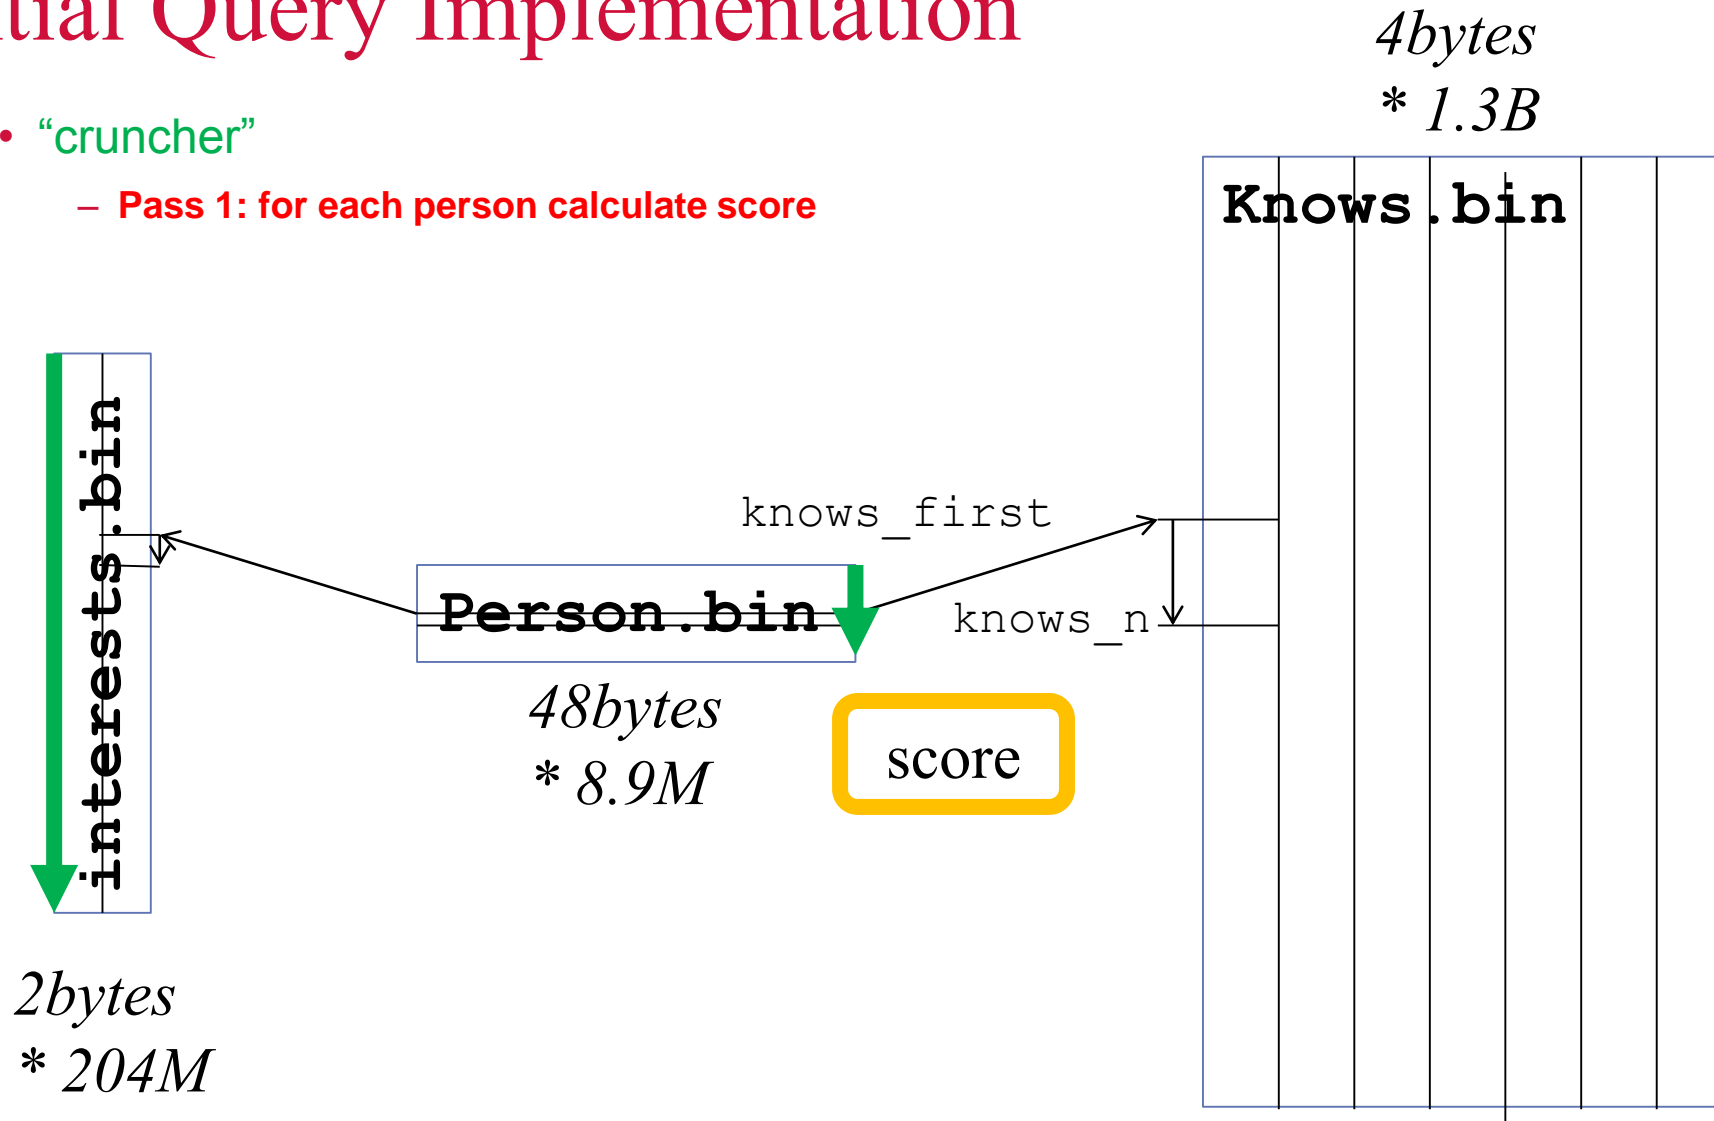 tial Query Implementation
• “cruncher”
– Pass 1: for each person calculate score
4bytes
* 1.3B
Knows.bin
interests.bin
knows_first
Person.bin
knows_n
48bytes
* 8.9M
score
2bytes
* 204M